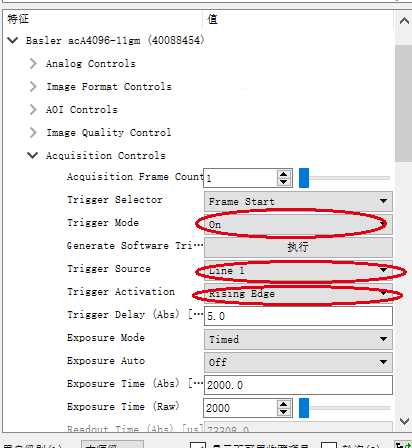 特征 值
Basler acA4096-11gm (40088454)
Analog Controls
Image Format Controls
AOI Controls
Image Quality Control
Acquisition Controls
Acquisition Frame Count 1
Trigger Selector Frame Start
Trigger Mode On
Generate Software Tri··· 执行
Trigger Source Line 1
Trigger Activation Rising Edge
Trigger Delay (Abs) [··· 5.0
Exposure Mode Timed
Exposure Auto Off
Exposure Time (Abs) [··· 2000.0
Exposure Time (Raw) 2000
Readout Time (Abs) [us] 73208.0